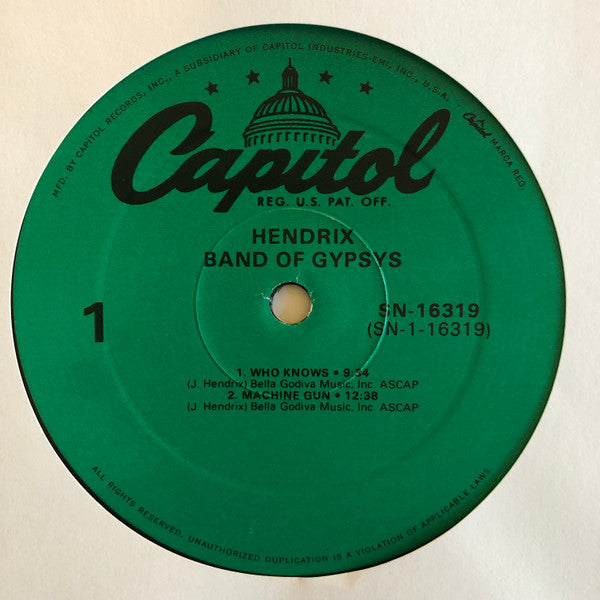 MFD. BY CAPITOL RECORDS, INC., A SUBSIDIARY OF CAPITOL INDUSTRIES-EMI, INC., U.S.A. · Capitol MARCA REG.
Capitol
REG. U.S. PAT. OFF.
HENDRIX
BAND OF GYPSYS
1
SN-16319
(SN-1-16319)
1. WHO KNOWS • 9:34
(J. Hendrix) Bella Godiva Music, Inc. ASCAP
2. MACHINE GUN • 12:38
(J. Hendrix) Bella Godiva Music, Inc. ASCAP
ALL RIGHTS RESERVED. UNAUTHORIZED DUPLICATION IS A VIOLATION OF APPLICABLE LAWS